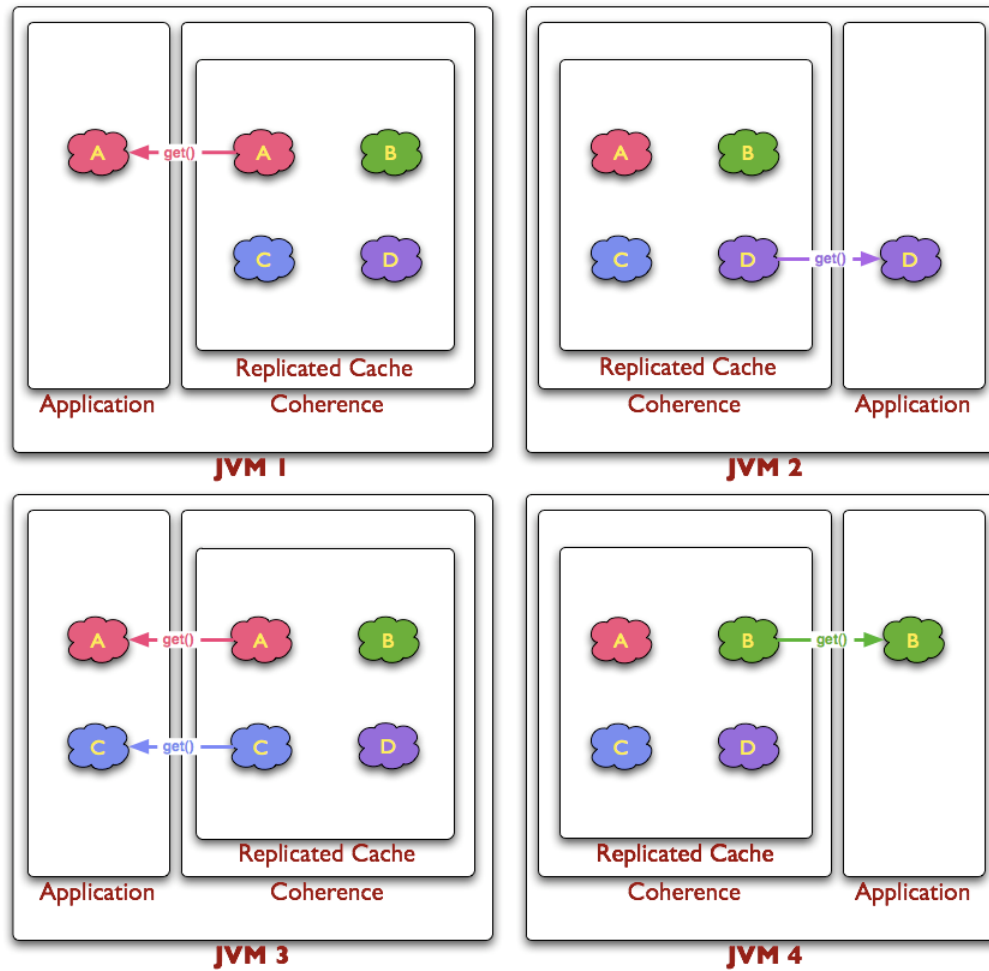 A get() A B
C D
Replicated Cache
Application Coherence
JVM 1
A B
C D get() D
Replicated Cache
Coherence Application
JVM 2
A get() A B
C get() C D
Replicated Cache
Application Coherence
JVM 3
A B get() B
C D
Replicated Cache
Coherence Application
JVM 4